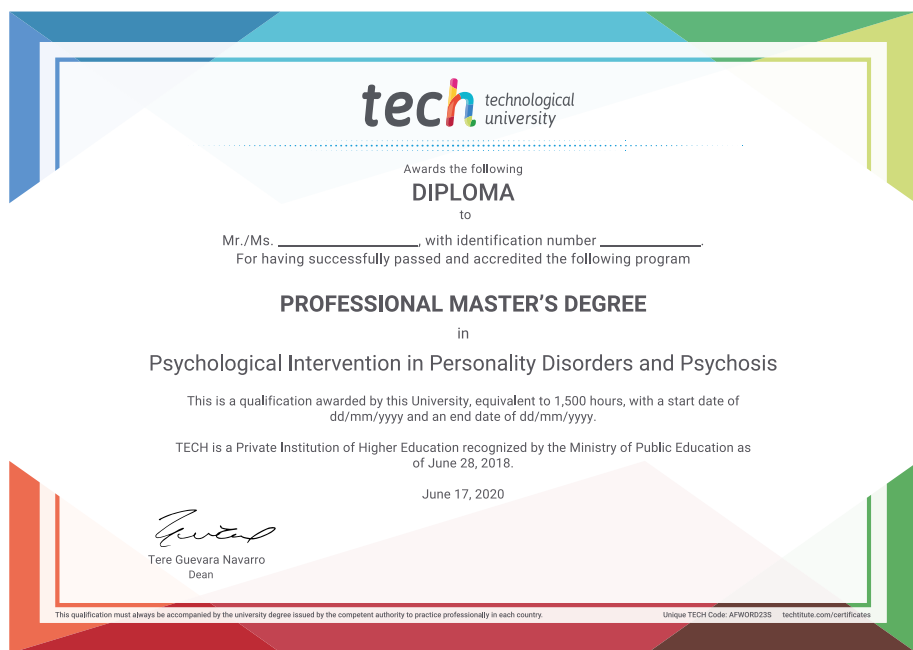 tech technological
university
Awards the following
DIPLOMA
to
Mr./Ms. ____________, with identification number ____________.
For having successfully passed and accredited the following program
PROFESSIONAL MASTER'S DEGREE
in
Psychological Intervention in Personality Disorders and Psychosis
This is a qualification awarded by this University, equivalent to 1,500 hours, with a start date of
dd/mm/yyyy and an end date of dd/mm/yyyy.
TECH is a Private Institution of Higher Education recognized by the Ministry of Public Education as
of June 28, 2018.
June 17, 2020
Tere Guevara Navarro
Dean
This qualification must always be accompanied by the university degree issued by the competent authority to practice professionally in each country. Unique TECH Code: AFWORD23S techtitute.com/certificates